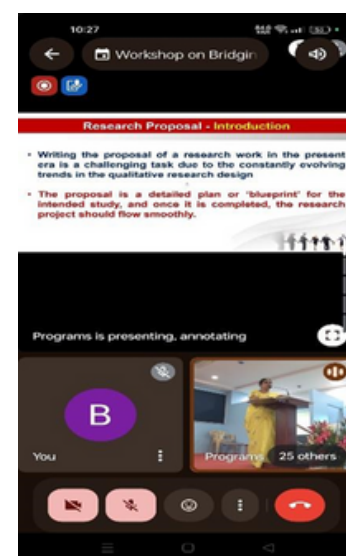 10:27
Workshop on Bridgin
Research Proposal - Introduction
Writing the proposal of a research work in the present
era is a challenging task due to the constantly evolving
trends in the qualitative research design
The proposal is a detailed plan or 'blueprint' for the
intended study, and once it is completed, the research
project should flow smoothly.
Programs is presenting, annotating
B
You
Programs
25 others